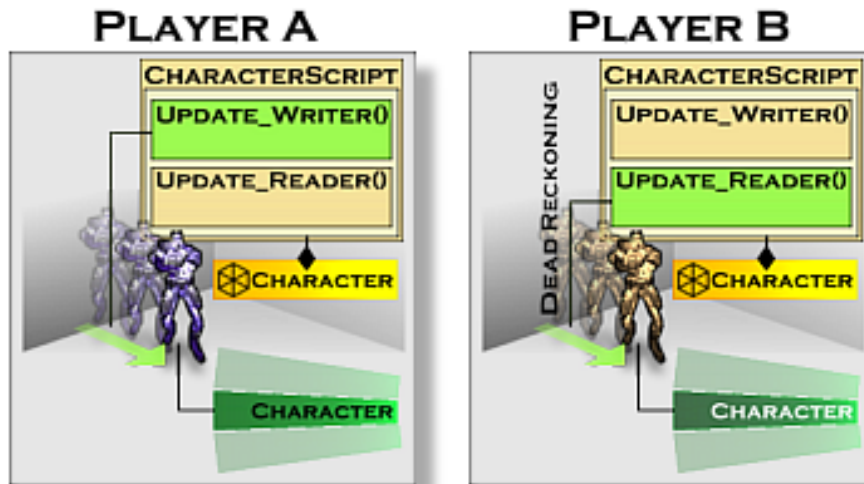 PLAYER A
CHARACTERSCRIPT
UPDATE_WRITER()
UPDATE_READER()
CHARACTER
CHARACTER
PLAYER B
CHARACTERSCRIPT
UPDATE_WRITER()
UPDATE_READER()
DEAD RECKONING
CHARACTER
CHARACTER